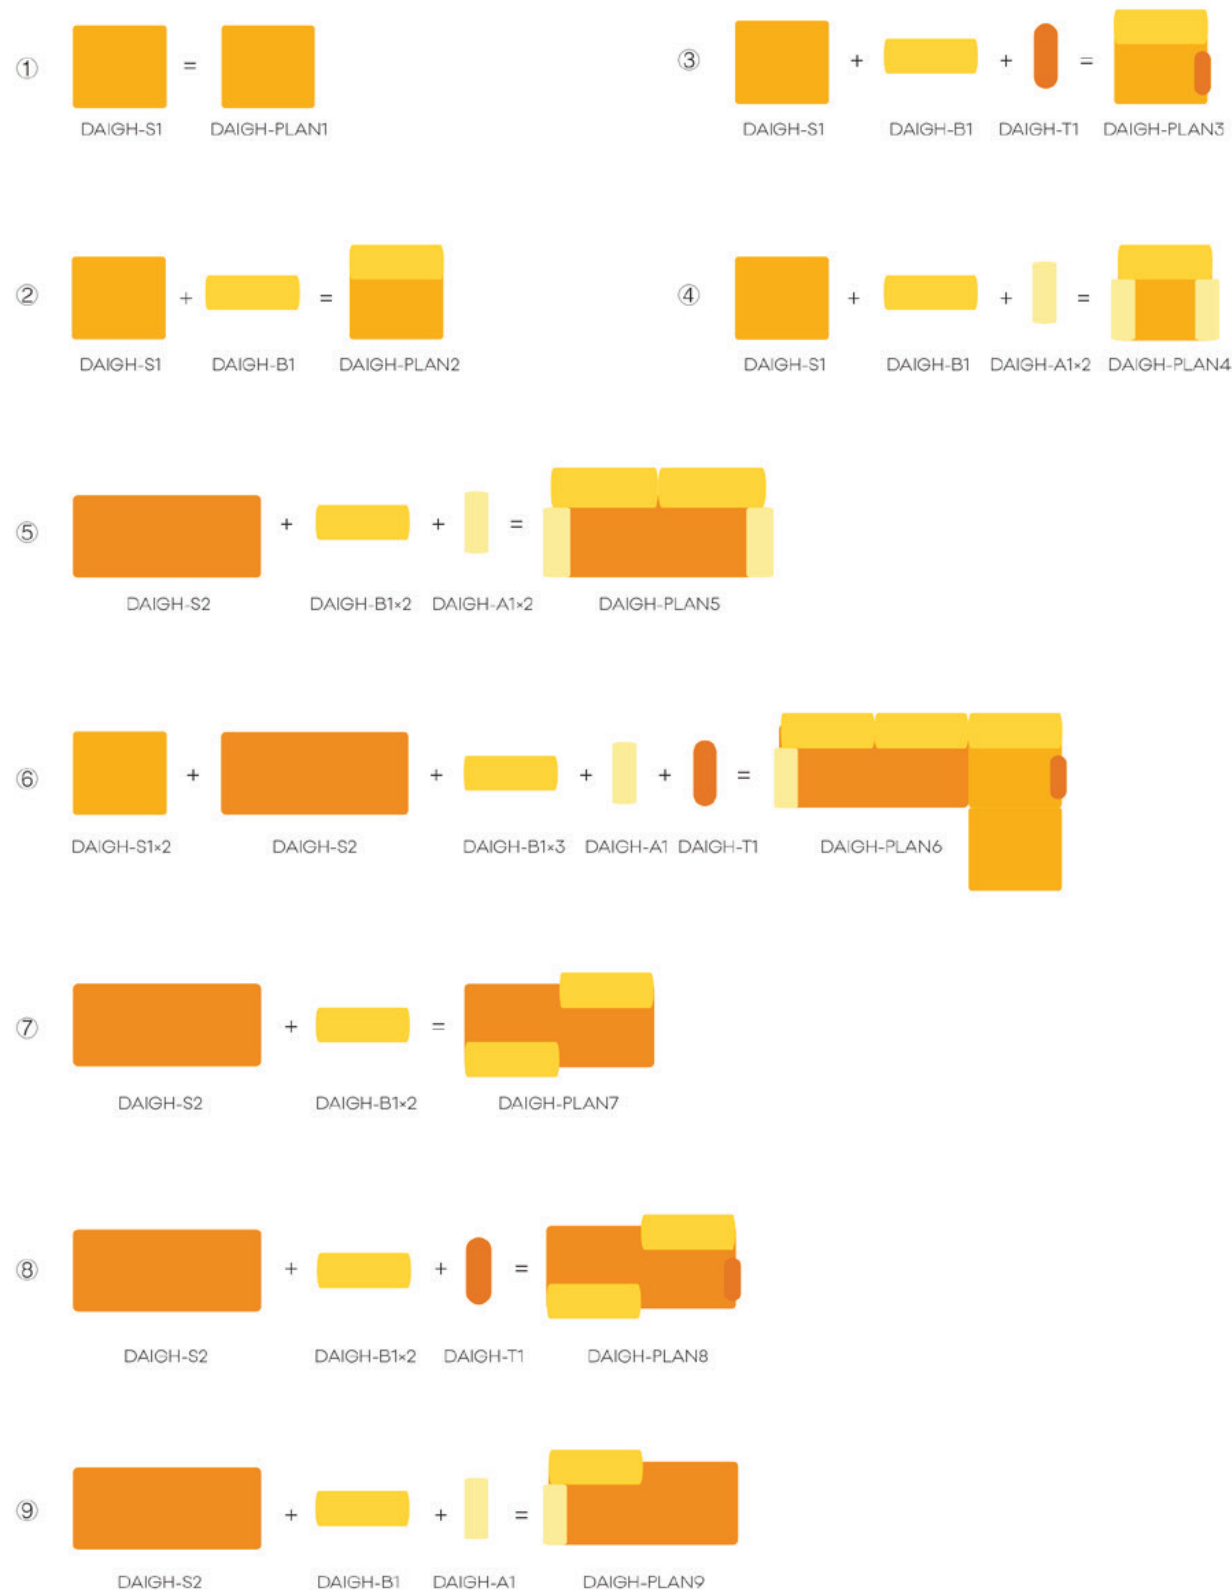 ① = ③ + + =
DAIGH-S1 DAIGH-PLAN1 DAIGH-S1 DAIGH-B1 DAIGH-T1 DAIGH-PLAN3
② + = ④ + + =
DAIGH-S1 DAIGH-B1 DAIGH-PLAN2 DAIGH-S1 DAIGH-B1 DAIGH-A1×2 DAIGH-PLAN4
⑤ + + =
DAIGH-S2 DAIGH-B1×2 DAIGH-A1×2 DAIGH-PLAN5
⑥ + + + + =
DAIGH-S1×2 DAIGH-S2 DAIGH-B1×3 DAIGH-A1 DAIGH-T1 DAIGH-PLAN6
⑦ + =
DAIGH-S2 DAIGH-B1×2 DAIGH-PLAN7
⑧ + + =
DAIGH-S2 DAIGH-B1×2 DAIGH-T1 DAIGH-PLAN8
⑨ + + =
DAIGH-S2 DAIGH-B1 DAIGH-A1 DAIGH-PLAN9